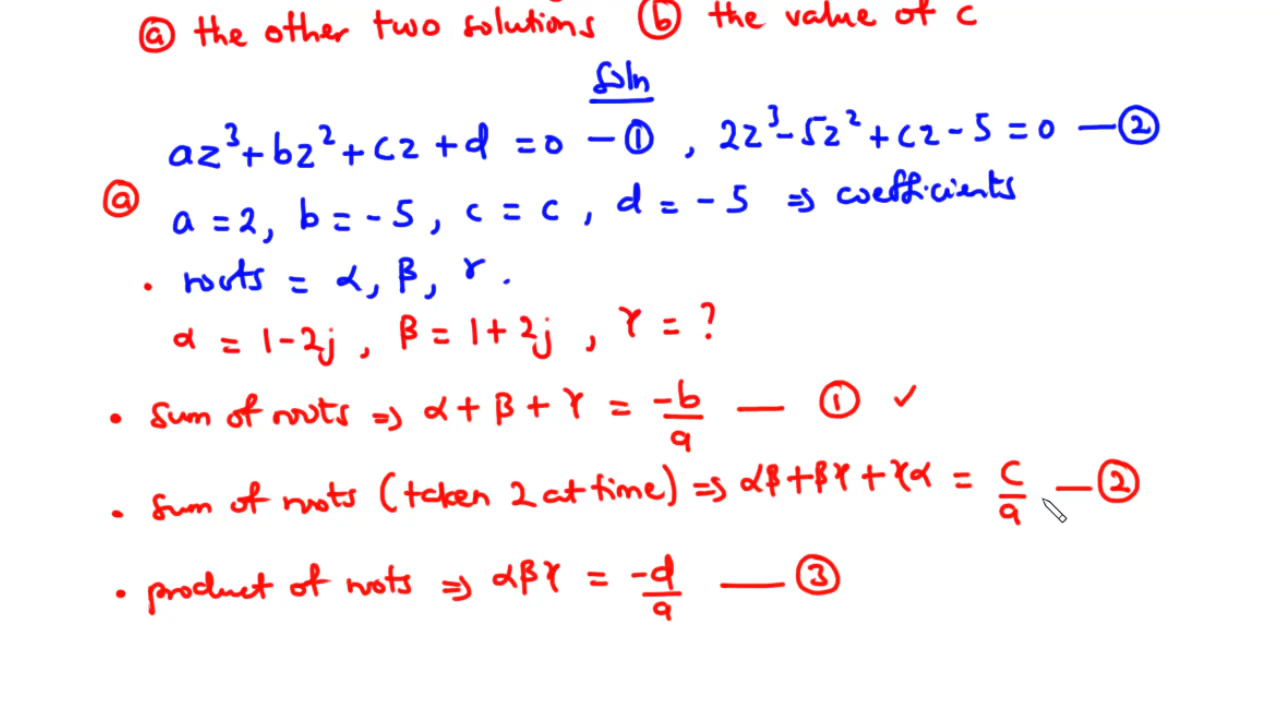 ⓐ the other two solutions ⓑ the value of c
Soln
az³+bz²+cz+d=0 —①, 2z³-5z²+cz-5=0 —②
ⓐ
a=2, b=-5, c=c, d=-5 ⇒ coefficients
• roots = α, β, γ.
α = 1-2j, β = 1+2j, γ = ?
• sum of roots ⇒ α+β+γ = -b/a — ① ✓
• sum of roots (taken 2 at time) ⇒ αβ+βγ+γα = c/a —②
• product of roots ⇒ αβγ = -d/a — ③